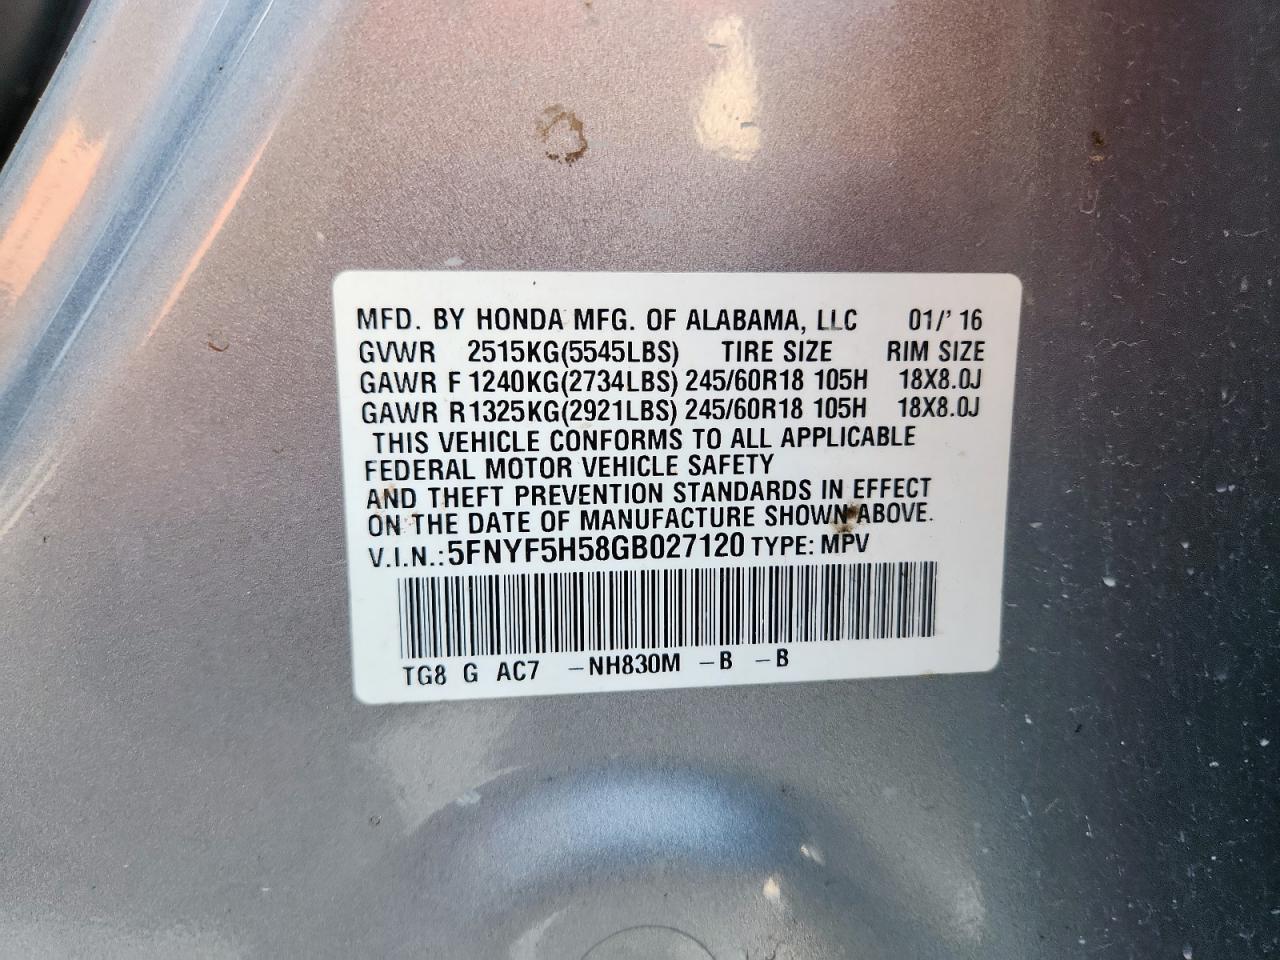 MFD. BY HONDA MFG. OF ALABAMA, LLC 01/' 16
GVWR 2515KG(5545LBS) TIRE SIZE RIM SIZE
GAWR F 1240KG(2734LBS) 245/60R18 105H 18X8.0J
GAWR R 1325KG(2921LBS) 245/60R18 105H 18X8.0J
THIS VEHICLE CONFORMS TO ALL APPLICABLE
FEDERAL MOTOR VEHICLE SAFETY
AND THEFT PREVENTION STANDARDS IN EFFECT
ON THE DATE OF MANUFACTURE SHOWN ABOVE.
V.I.N.: 5FNYF5H58GB027120 TYPE: MPV
TG8 G AC7 -NH830M -B -B